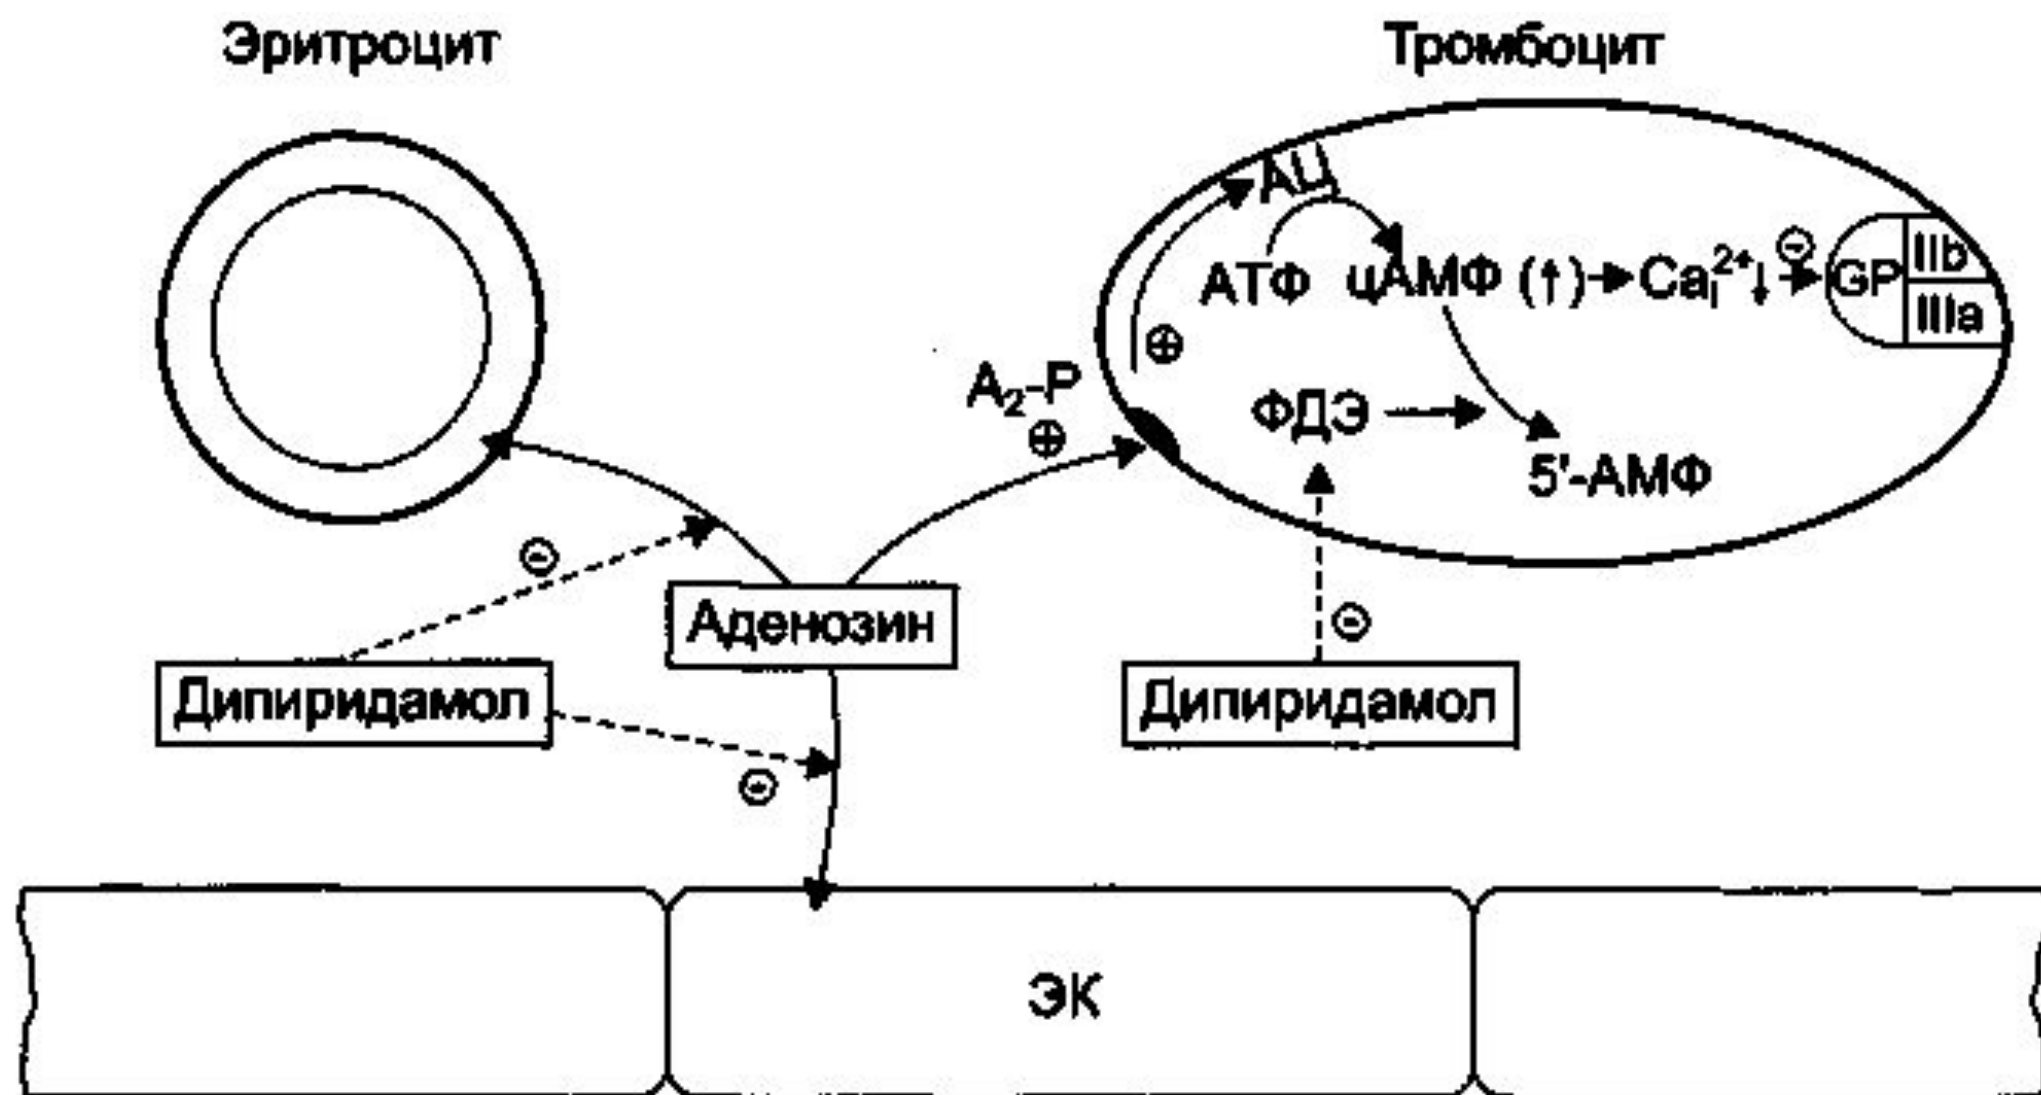 Эритроцит
Тромбоцит
АЦ
АТФ цАМФ (↑)→Ca²⁺ᵢ↓→ GP IIb
IIIa
⊖
⊕
A₂-P
⊕
ФДЭ →
5'-АМФ
⊖
Аденозин
⊖
Дипиридамол
Дипиридамол
⊖
ЭК